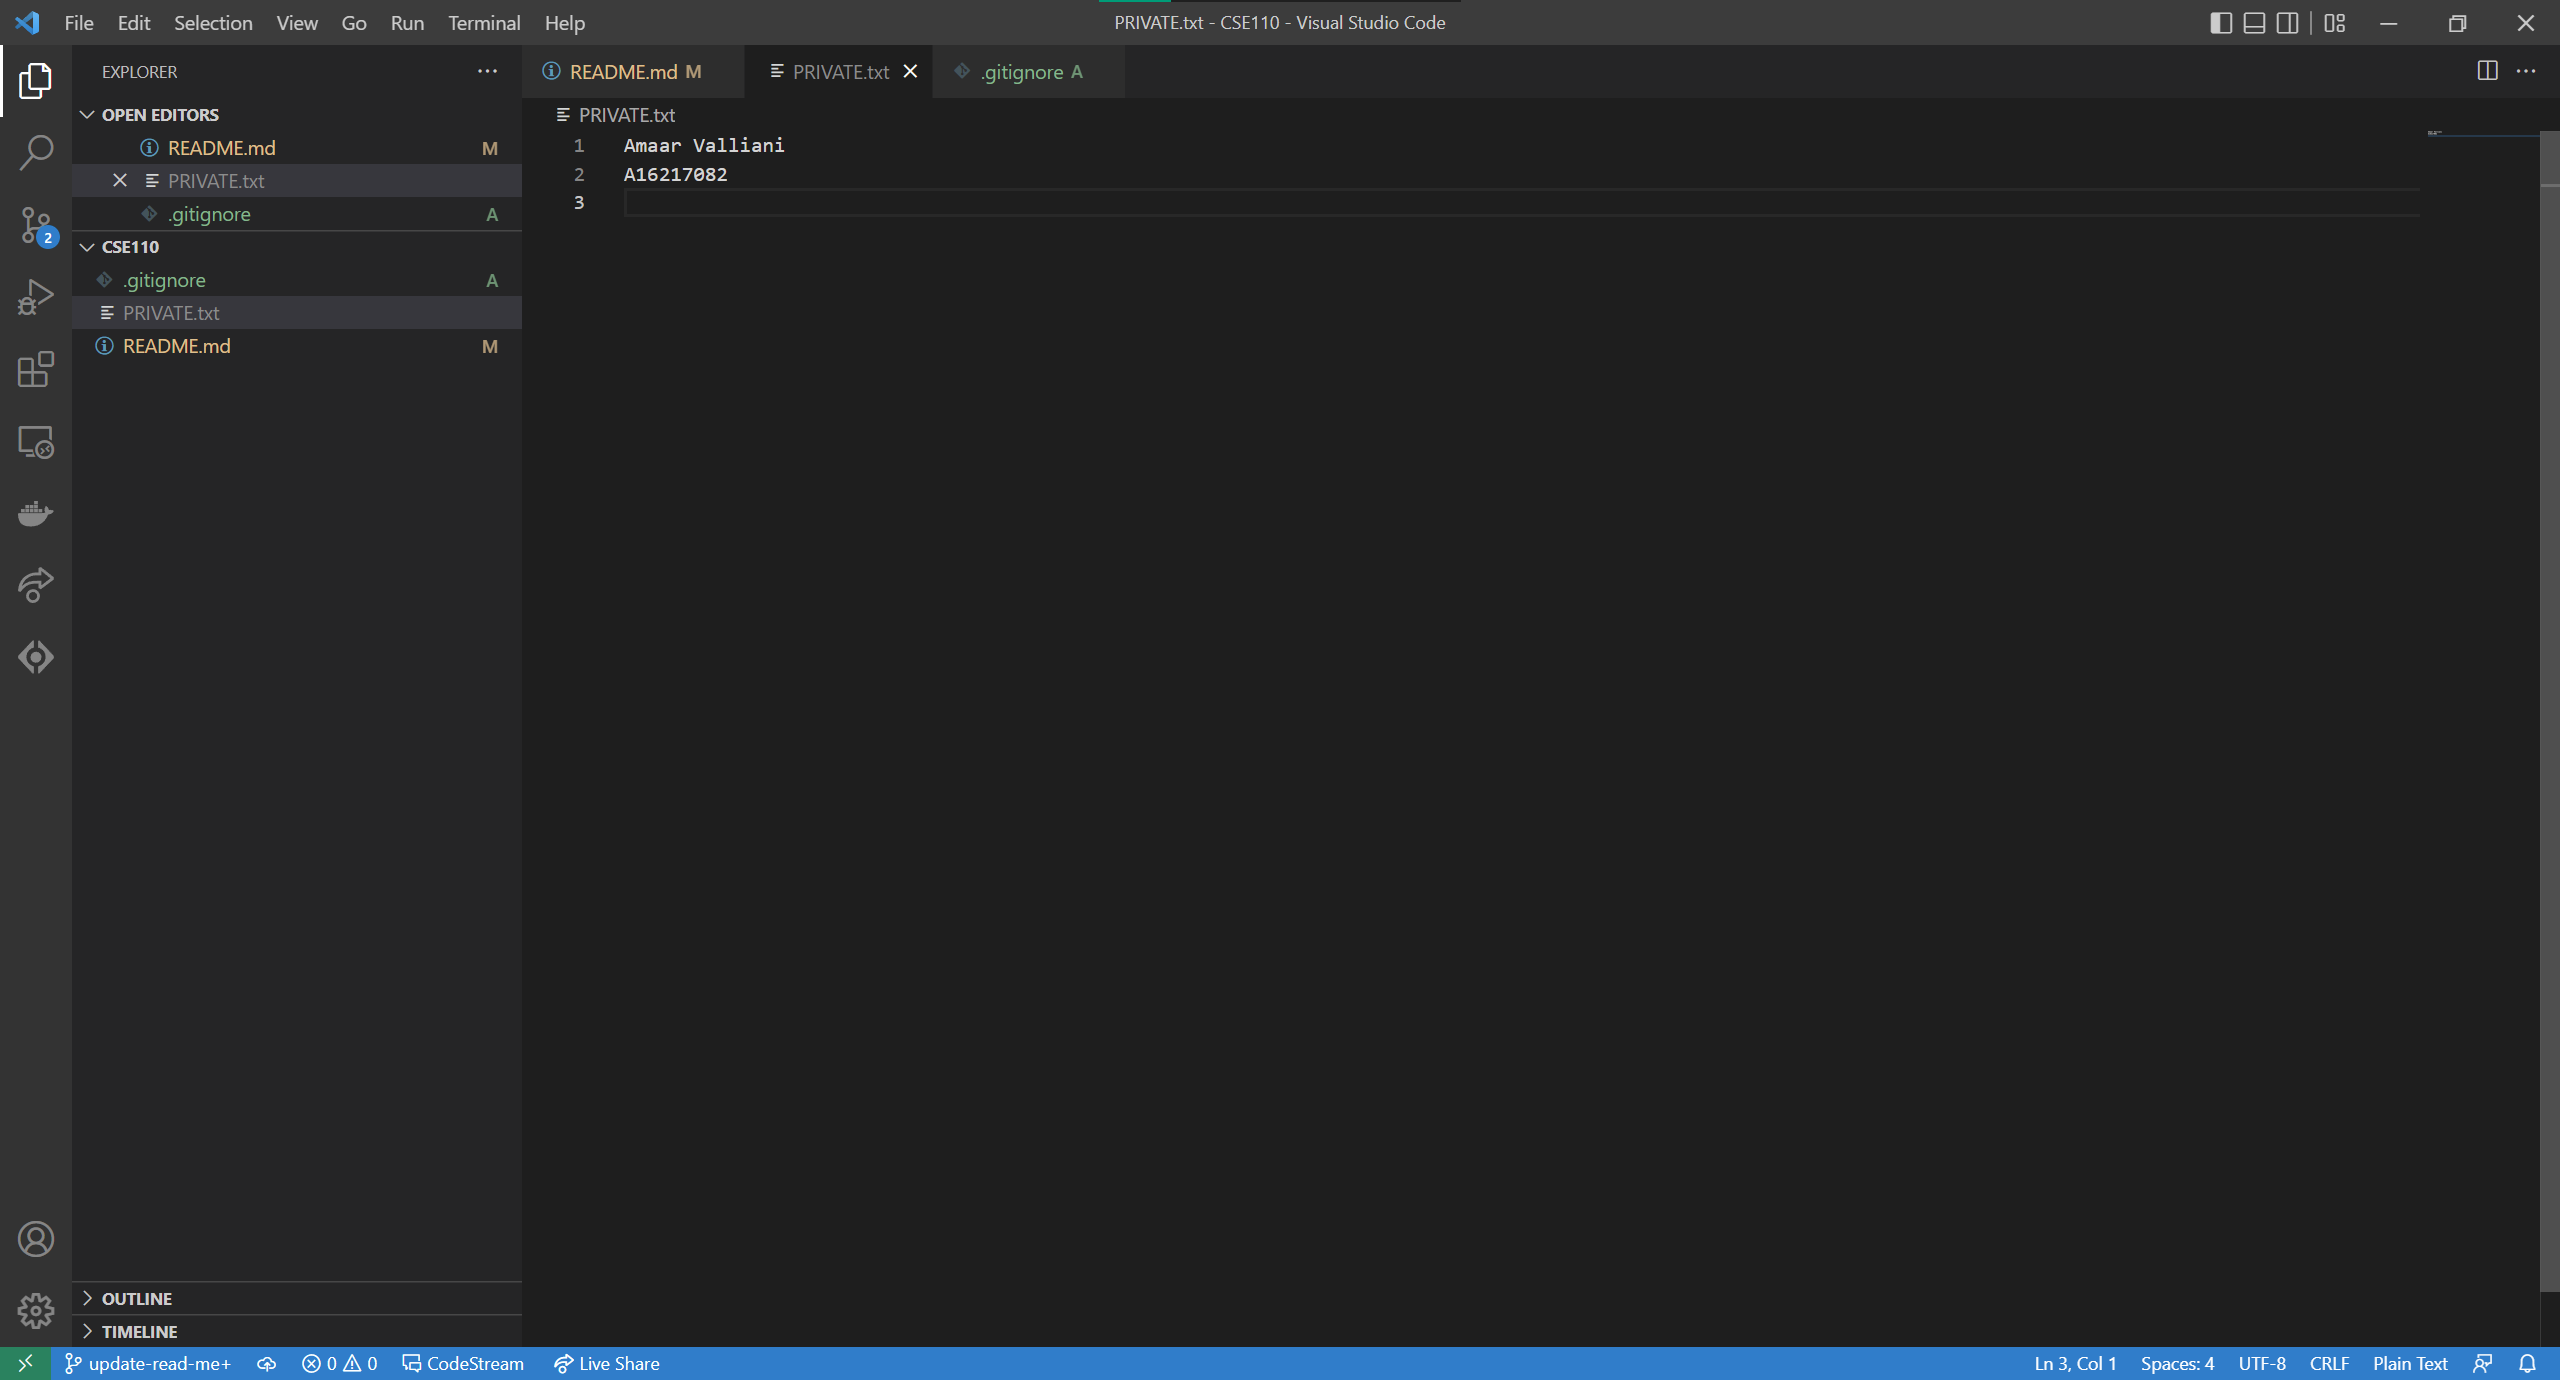 File Edit Selection View Go Run Terminal Help
PRIVATE.txt - CSE110 - Visual Studio Code
EXPLORER
OPEN EDITORS
README.md M
PRIVATE.txt
.gitignore A
CSE110
.gitignore A
PRIVATE.txt
README.md M
OUTLINE
TIMELINE
2
README.md M
PRIVATE.txt
.gitignore A
PRIVATE.txt
1 Amaar Valliani
2 A16217082
3
update-read-me+ 0 0 CodeStream Live Share
Ln 3, Col 1 Spaces: 4 UTF-8 CRLF Plain Text